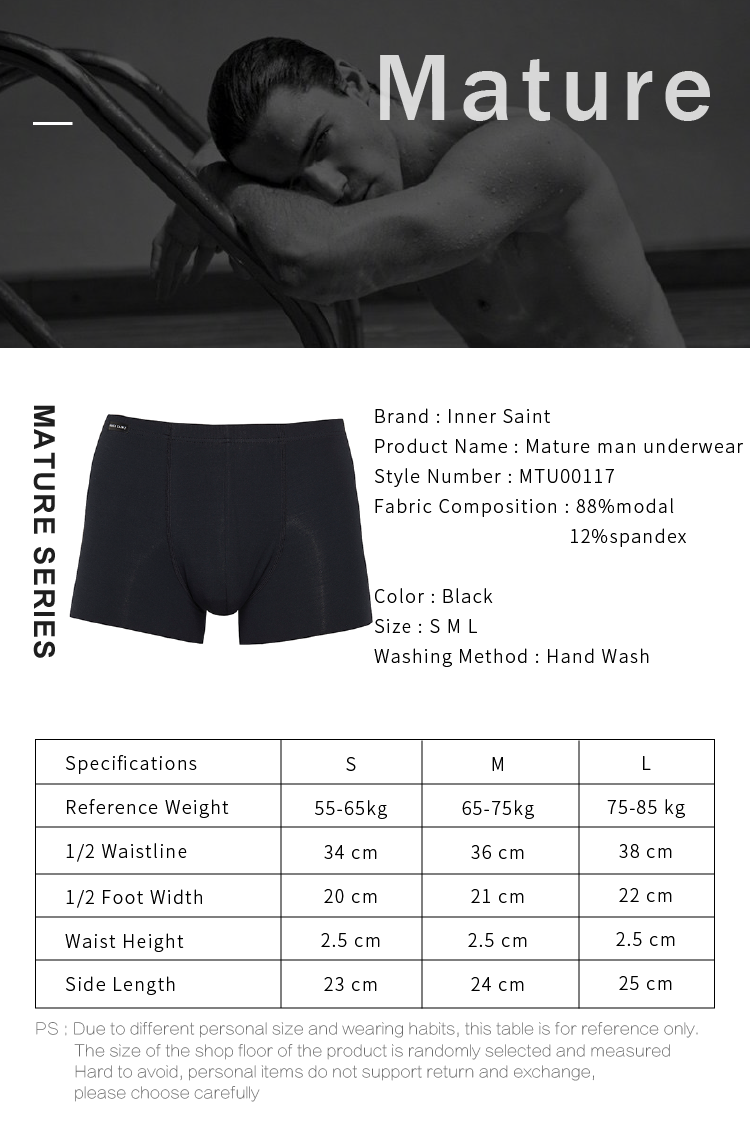 Mature
MATURE SERIES
Brand : Inner Saint
Product Name : Mature man underwear
Style Number : MTU00117
Fabric Composition : 88%modal
12%spandex
Color : Black
Size : S M L
Washing Method : Hand Wash
Specifications S M L
Reference Weight 55-65kg 65-75kg 75-85 kg
1/2 Waistline 34 cm 36 cm 38 cm
1/2 Foot Width 20 cm 21 cm 22 cm
Waist Height 2.5 cm 2.5 cm 2.5 cm
Side Length 23 cm 24 cm 25 cm
PS : Due to different personal size and wearing habits, this table is for reference only.
The size of the shop floor of the product is randomly selected and measured
Hard to avoid, personal items do not support return and exchange,
please choose carefully